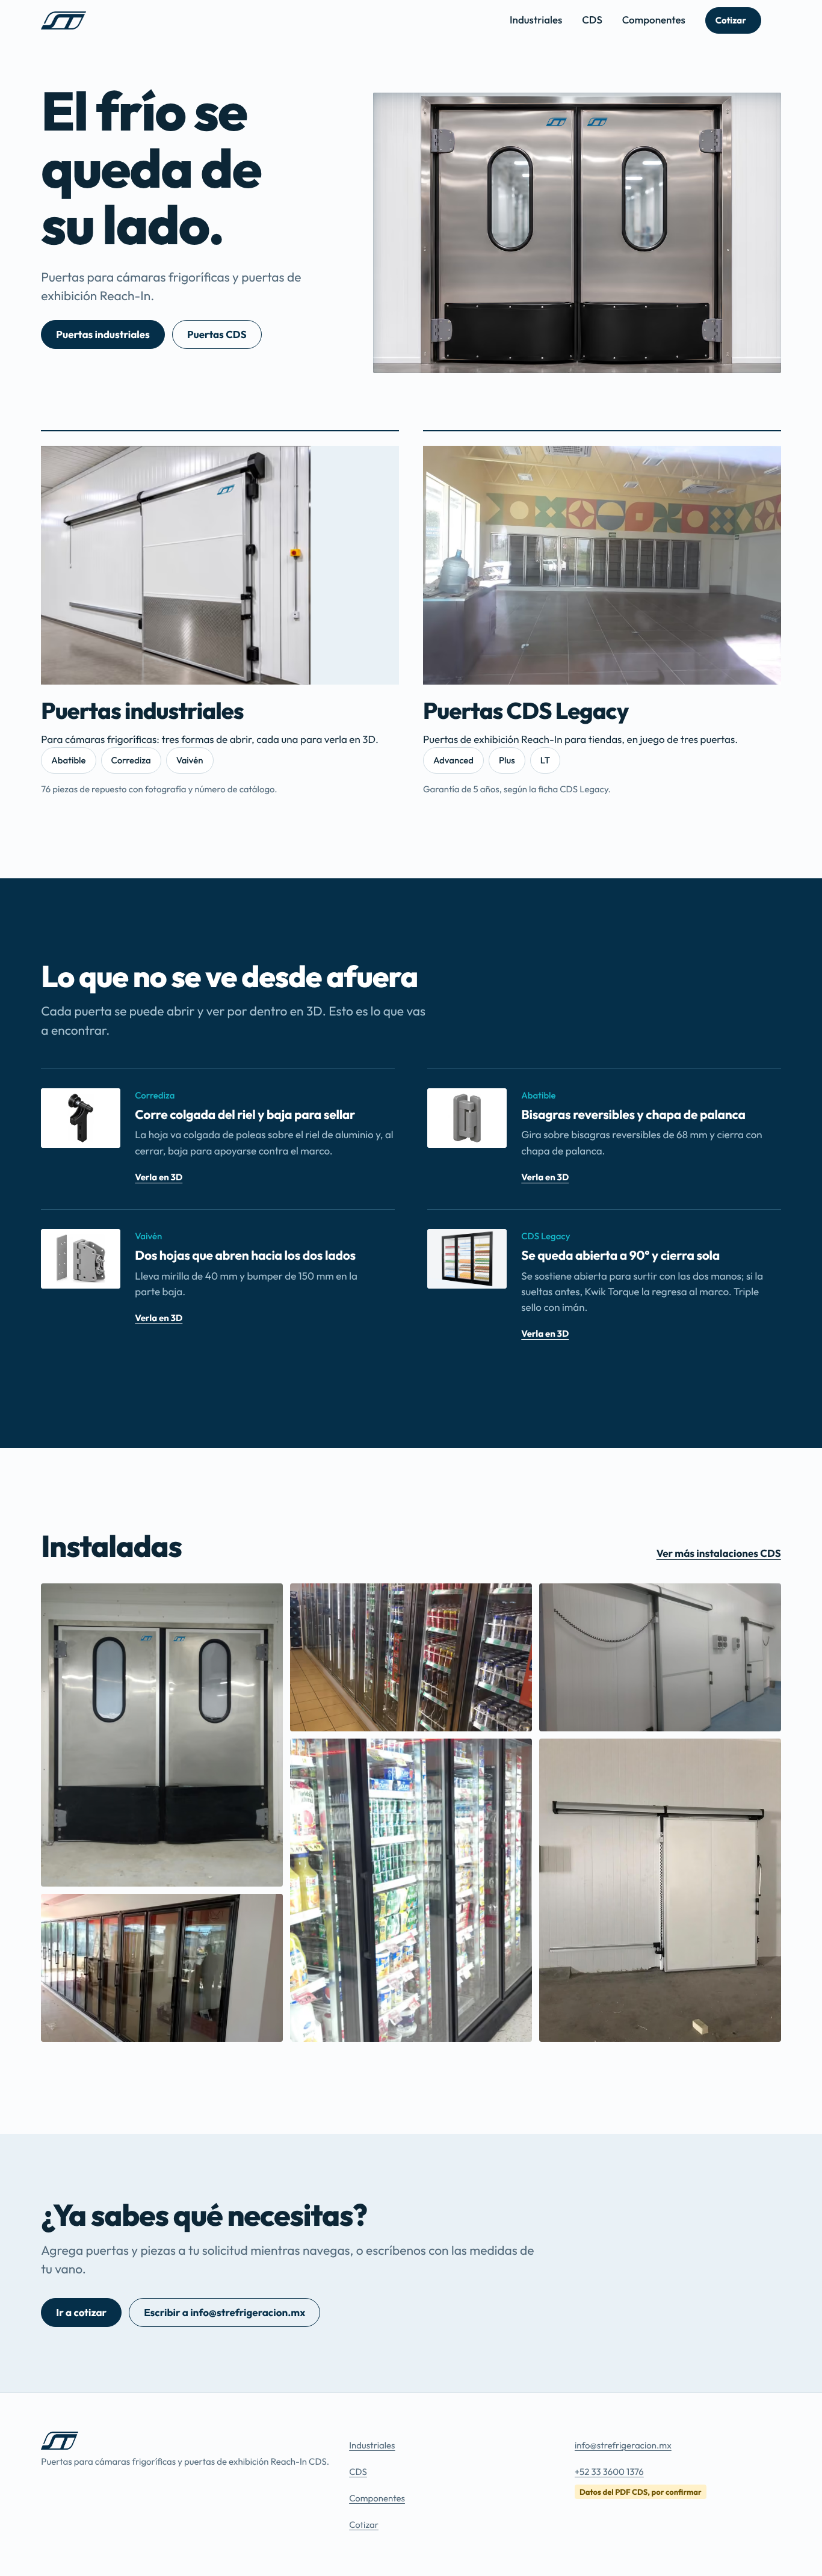 ST
Industriales
CDS
Componentes
Cotizar
El frío se
queda de
su lado.
Puertas para cámaras frigoríficas y puertas de
exhibición Reach-In.
Puertas industriales
Puertas CDS
ST ST
ST
Puertas industriales
Para cámaras frigoríficas: tres formas de abrir, cada una para verla en 3D.
Abatible
Corrediza
Vaivén
76 piezas de repuesto con fotografía y número de catálogo.
Puertas CDS Legacy
Puertas de exhibición Reach-In para tiendas, en juego de tres puertas.
Advanced
Plus
LT
Garantía de 5 años, según la ficha CDS Legacy.
Lo que no se ve desde afuera
Cada puerta se puede abrir y ver por dentro en 3D. Esto es lo que vas
a encontrar.
Corrediza
Corre colgada del riel y baja para sellar
La hoja va colgada de poleas sobre el riel de aluminio y, al
cerrar, baja para apoyarse contra el marco.
Verla en 3D
Abatible
Bisagras reversibles y chapa de palanca
Gira sobre bisagras reversibles de 68 mm y cierra con
chapa de palanca.
Verla en 3D
Vaivén
Dos hojas que abren hacia los dos lados
Lleva mirilla de 40 mm y bumper de 150 mm en la
parte baja.
Verla en 3D
CDS Legacy
Se queda abierta a 90° y cierra sola
Se sostiene abierta para surtir con las dos manos; si la
sueltas antes, Kwik Torque la regresa al marco. Triple
sello con imán.
Verla en 3D
Instaladas
Ver más instalaciones CDS
ST ST
¿Ya sabes qué necesitas?
Agrega puertas y piezas a tu solicitud mientras navegas, o escríbenos con las medidas de
tu vano.
Ir a cotizar
Escribir a info@strefrigeracion.mx
ST
Puertas para cámaras frigoríficas y puertas de exhibición Reach-In CDS.
Industriales
CDS
Componentes
Cotizar
info@strefrigeracion.mx
+52 33 3600 1376
Datos del PDF CDS, por confirmar